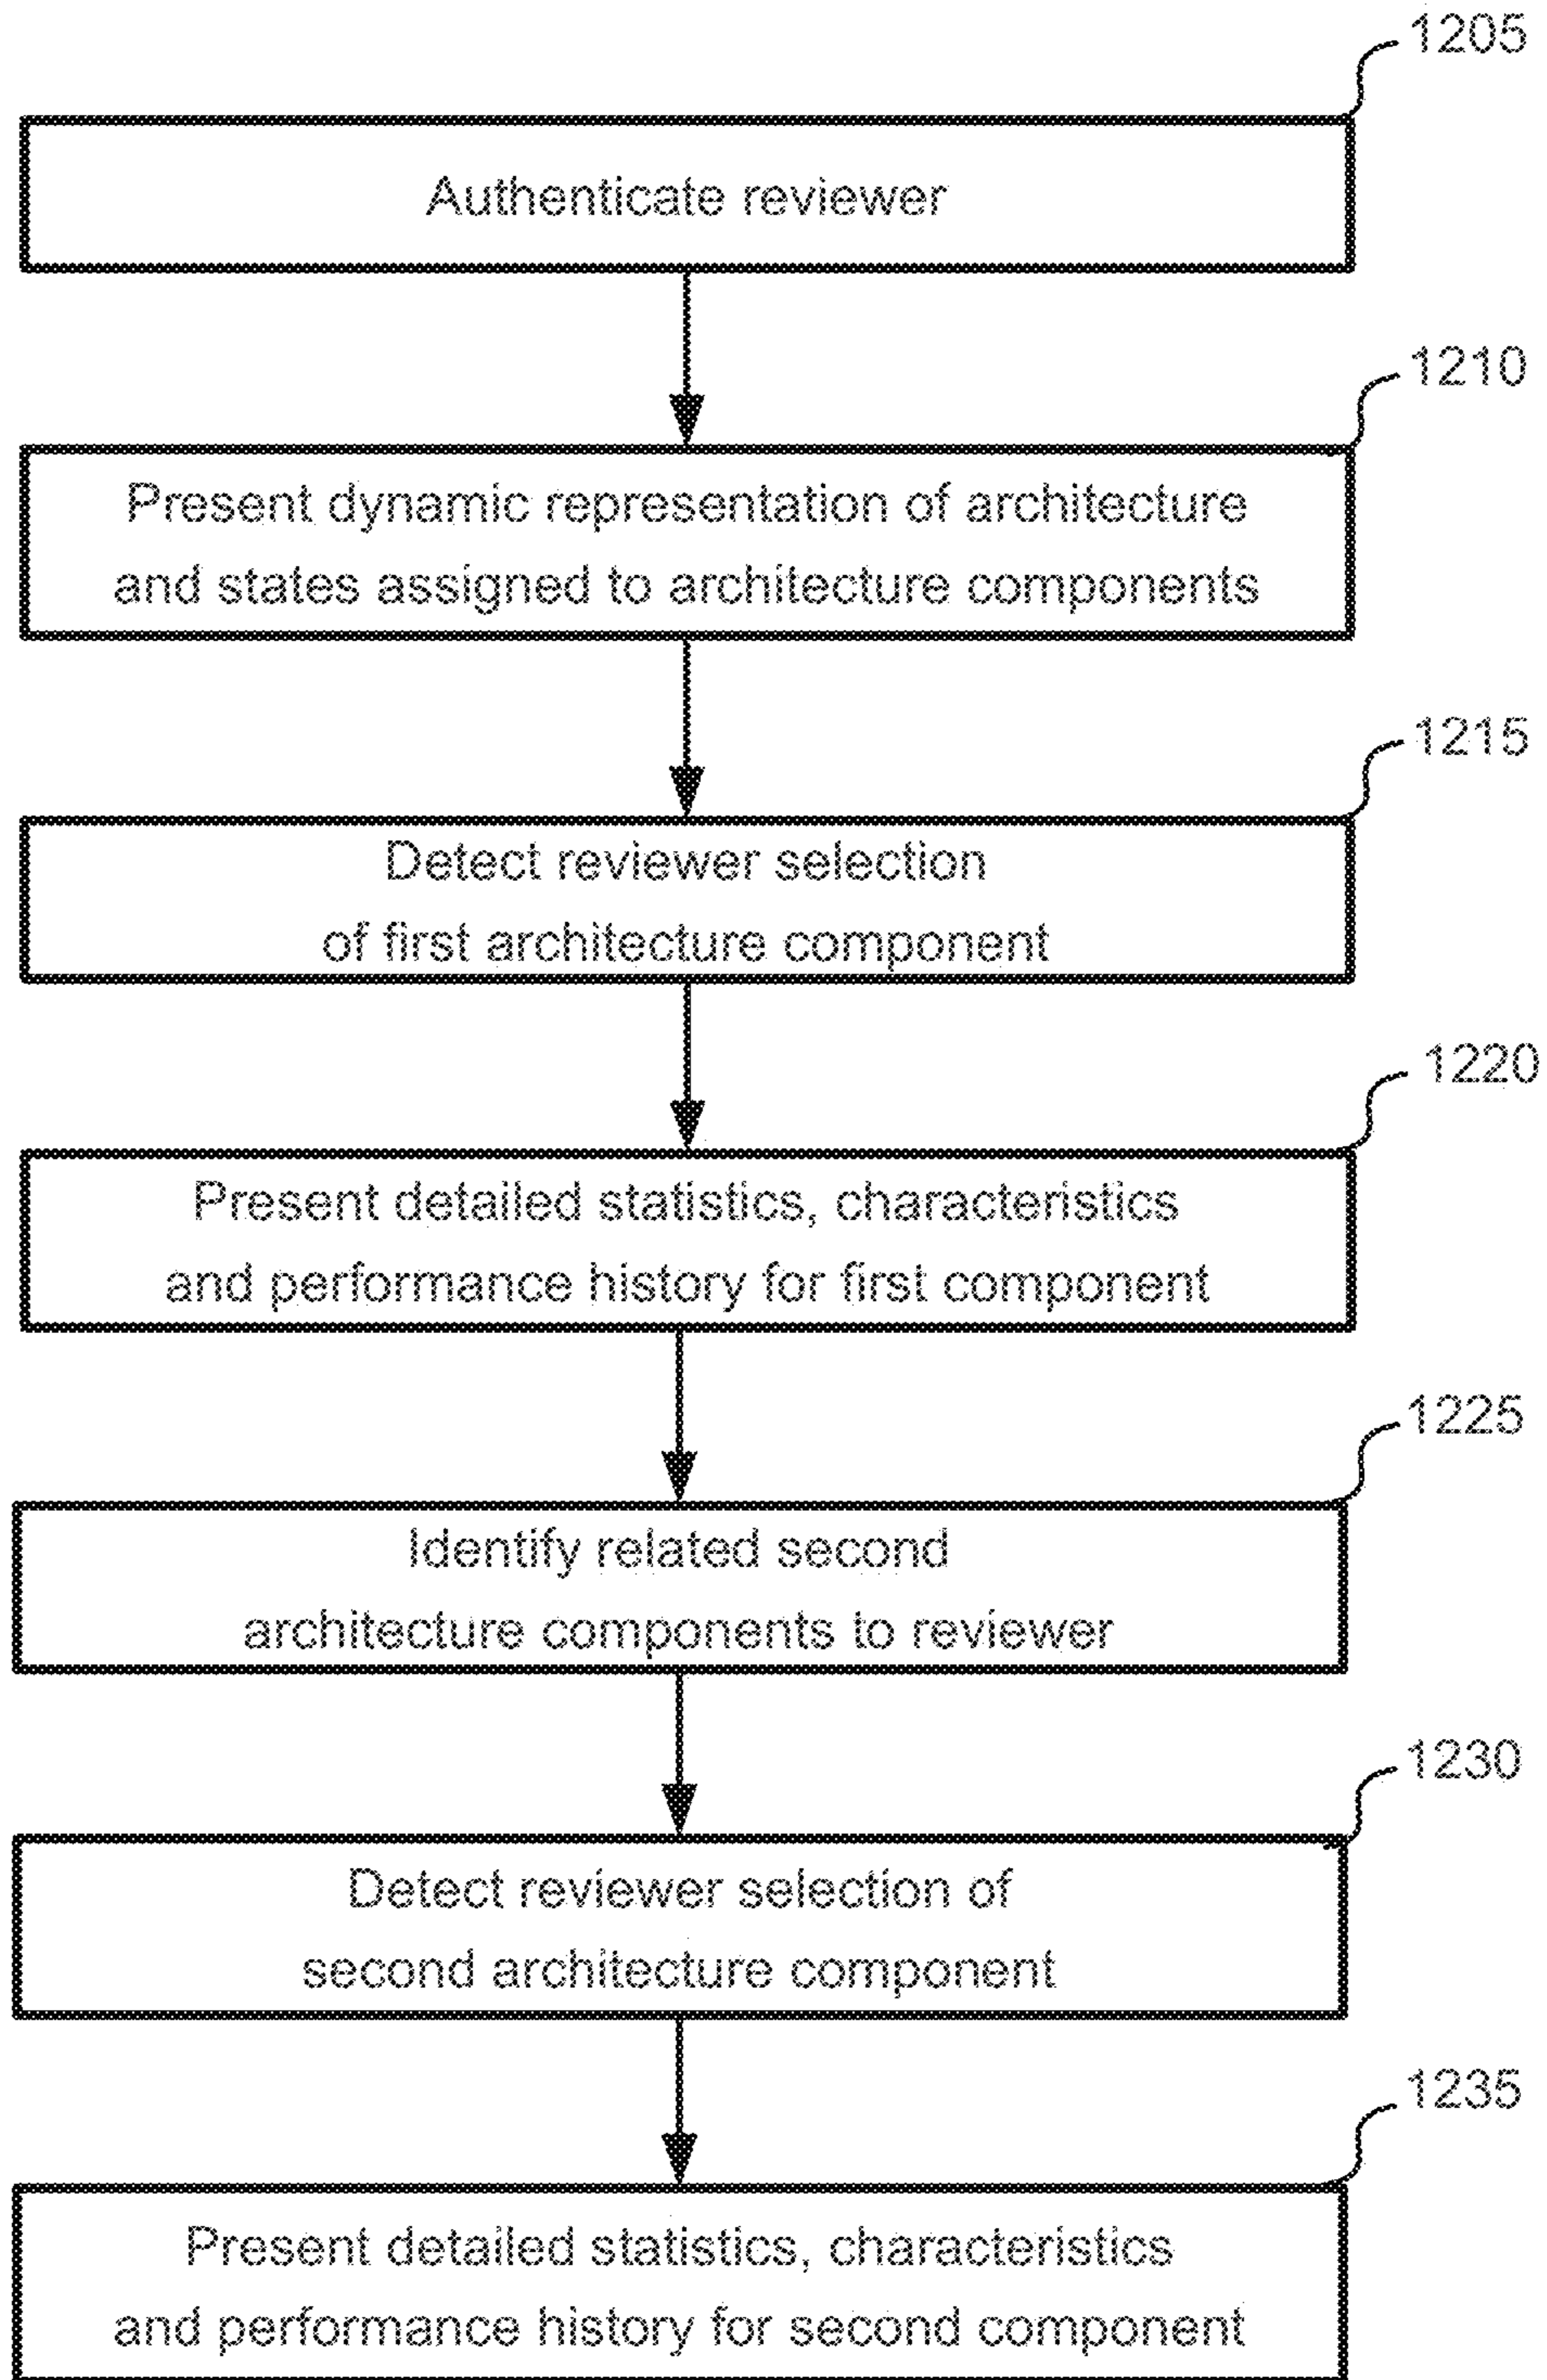 1205
Authenticate reviewer
1210
Present dynamic representation of architecture
and states assigned to architecture components
1215
Detect reviewer selection
of first architecture component
1220
Present detailed statistics, characteristics
and performance history for first component
1225
Identify related second
architecture components to reviewer
1230
Detect reviewer selection of
second architecture component
1235
Present detailed statistics, characteristics
and performance history for second component